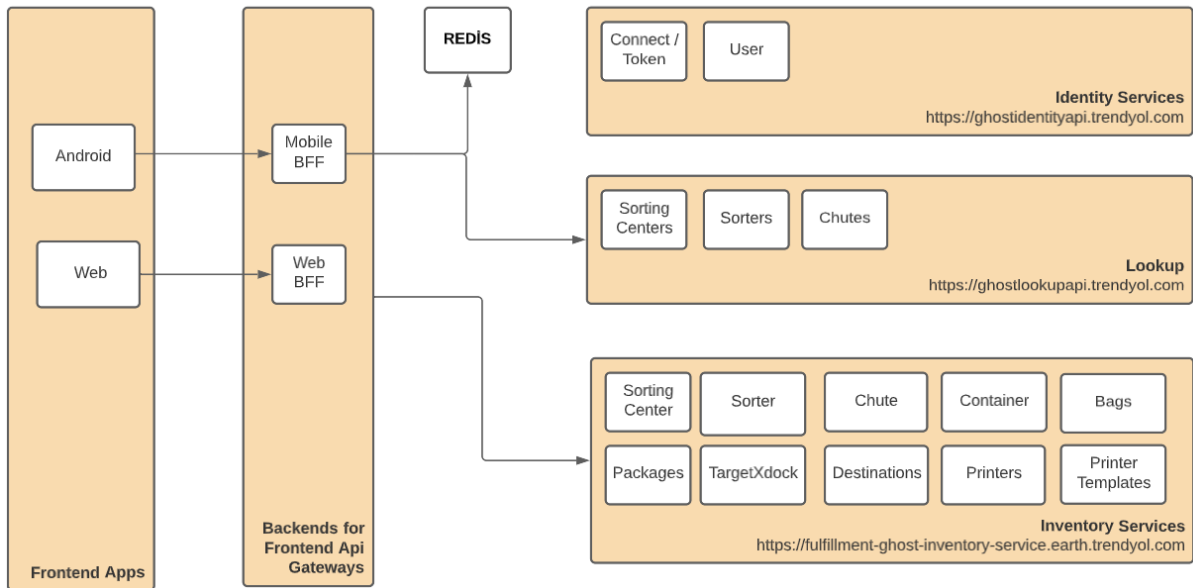 REDİS
Connect /
Token
User
Identity Services
https://ghostidentityapi.trendyol.com
Android
Mobile
BFF
Web
Web
BFF
Sorting
Centers
Sorters
Chutes
Lookup
https://ghostlookupapi.trendyol.com
Sorting
Center
Sorter
Chute
Container
Bags
Packages
TargetXdock
Destinations
Printers
Printer
Templates
Inventory Services
https://fulfillment-ghost-inventory-service.earth.trendyol.com
Frontend Apps
Backends for
Frontend Api
Gateways